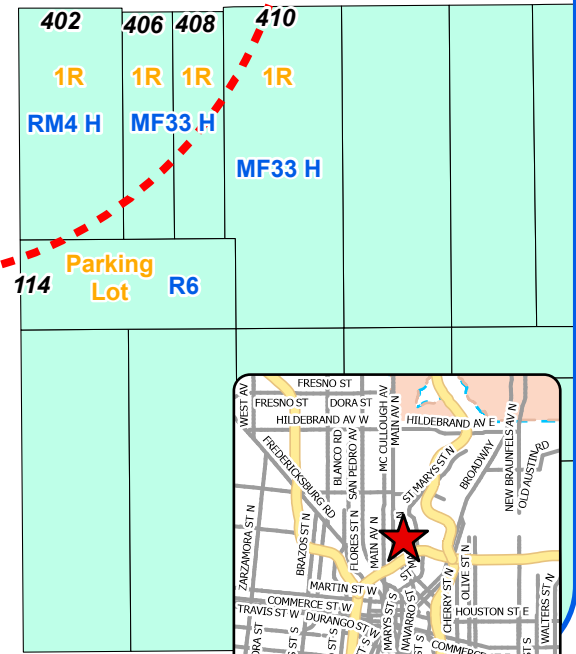 402
406
408
410
1R
1R
1R
1R
RM4 H
MF33 H
MF33 H
114
Parking
Lot
R6
FRESNO ST
WEST AV
FRESNO ST
DORA ST
MC CULLOUGH AV
MAIN AV N
HILDEBRAND AV W
HILDEBRAND AV E
FREDERICKSBURG RD
BLANCO RD
SAN PEDRO AV
ST MARYS ST N
BROADWAY
NEW BRAUNFELS AV N
OLD AUSTIN RD
ZARZAMORA ST N
BRAZOS ST N
FLORES ST N
MAIN AV N
MARTIN ST W
CHERRY ST N
OLIVE ST N
COMMERCE ST W
TRAVIS ST W
DURANGO ST W
MARYS ST S
NAVARRO ST
HOUSTON ST E
WALTERS ST N
COMMERC